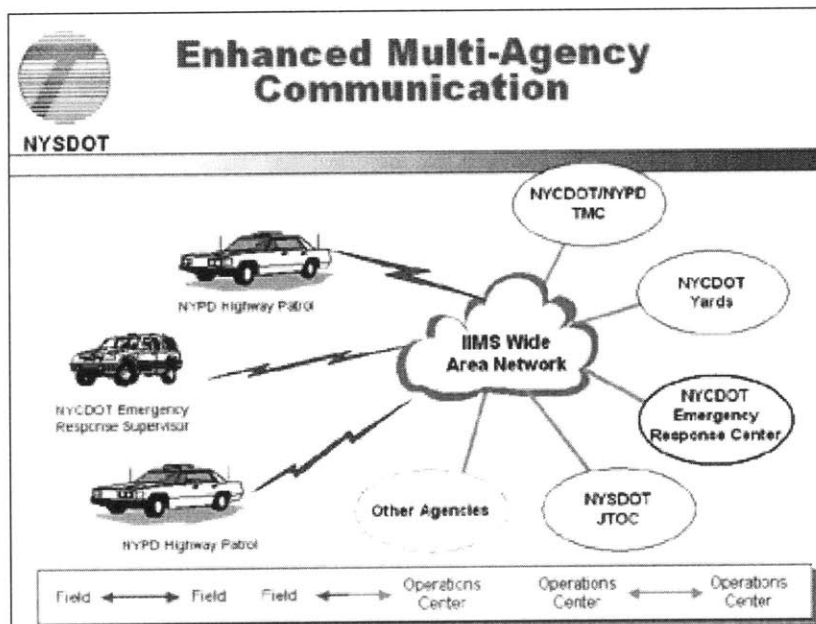 Enhanced Multi-Agency
Communication
NYSDOT
NYCDOT/NYPD
TMC
NYPD Highway Patrol
NYCDOT
Yards
IIMS Wide
Area Network
NYCDOT Emergency
Response Supervisor
NYCDOT
Emergency
Response Center
NYPD Highway Patrol
Other Agencies
NYSDOT
JTOC
Field Field Field Operations
Center Operations
Center Operations
Center